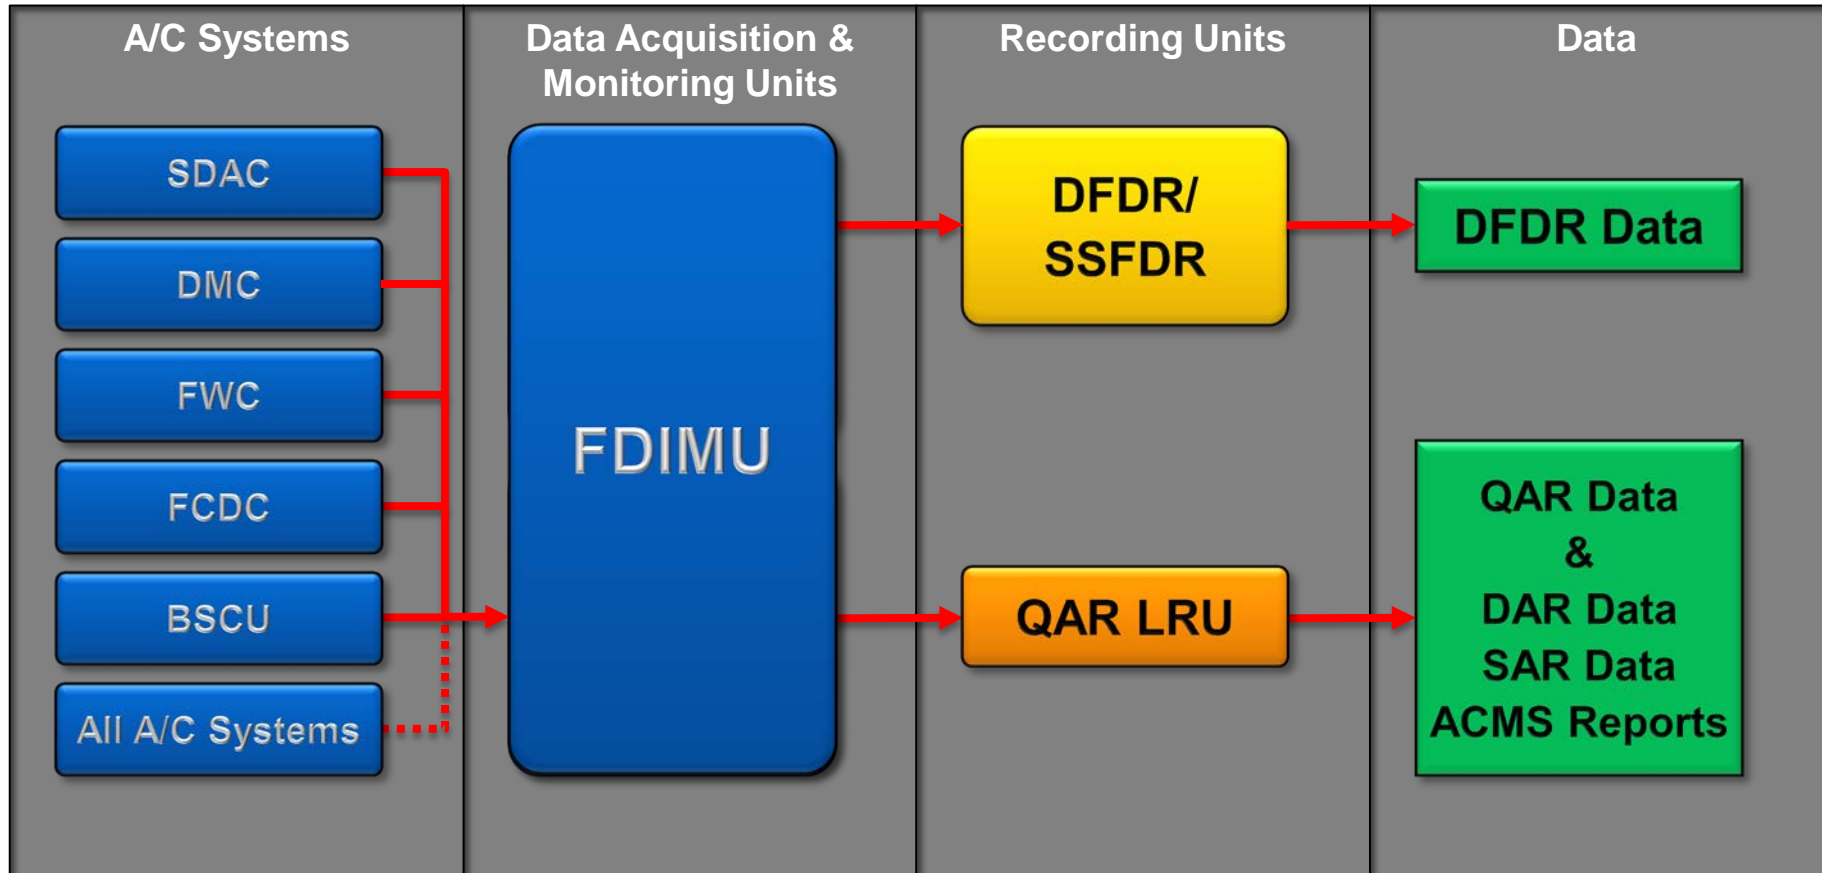 A/C Systems
Data Acquisition &
Monitoring Units
Recording Units
Data
SDAC
DMC
FWC
FCDC
BSCU
All A/C Systems
FDIMU
DFDR/
SSFDR
QAR LRU
DFDR Data
QAR Data
&
DAR Data
SAR Data
ACMS Reports